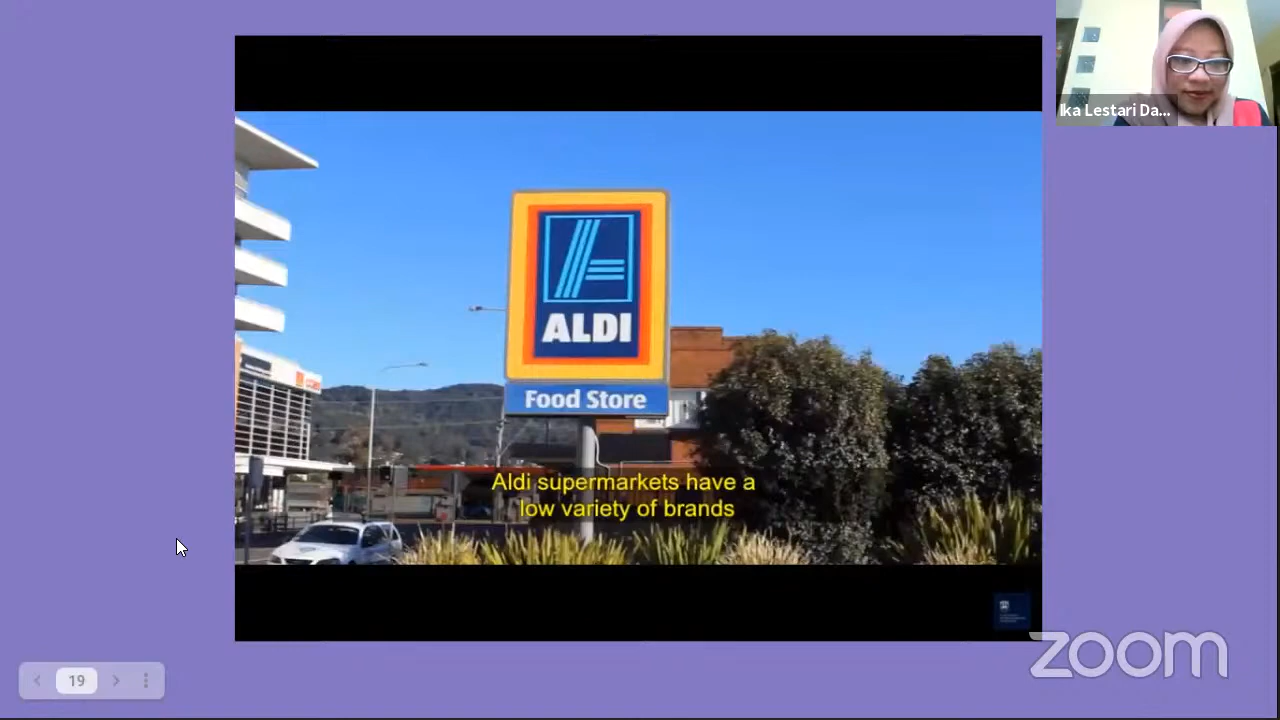 Ika Lestari Da...
ALDI
Food Store
Aldi supermarkets have a
low variety of brands
19
zoom